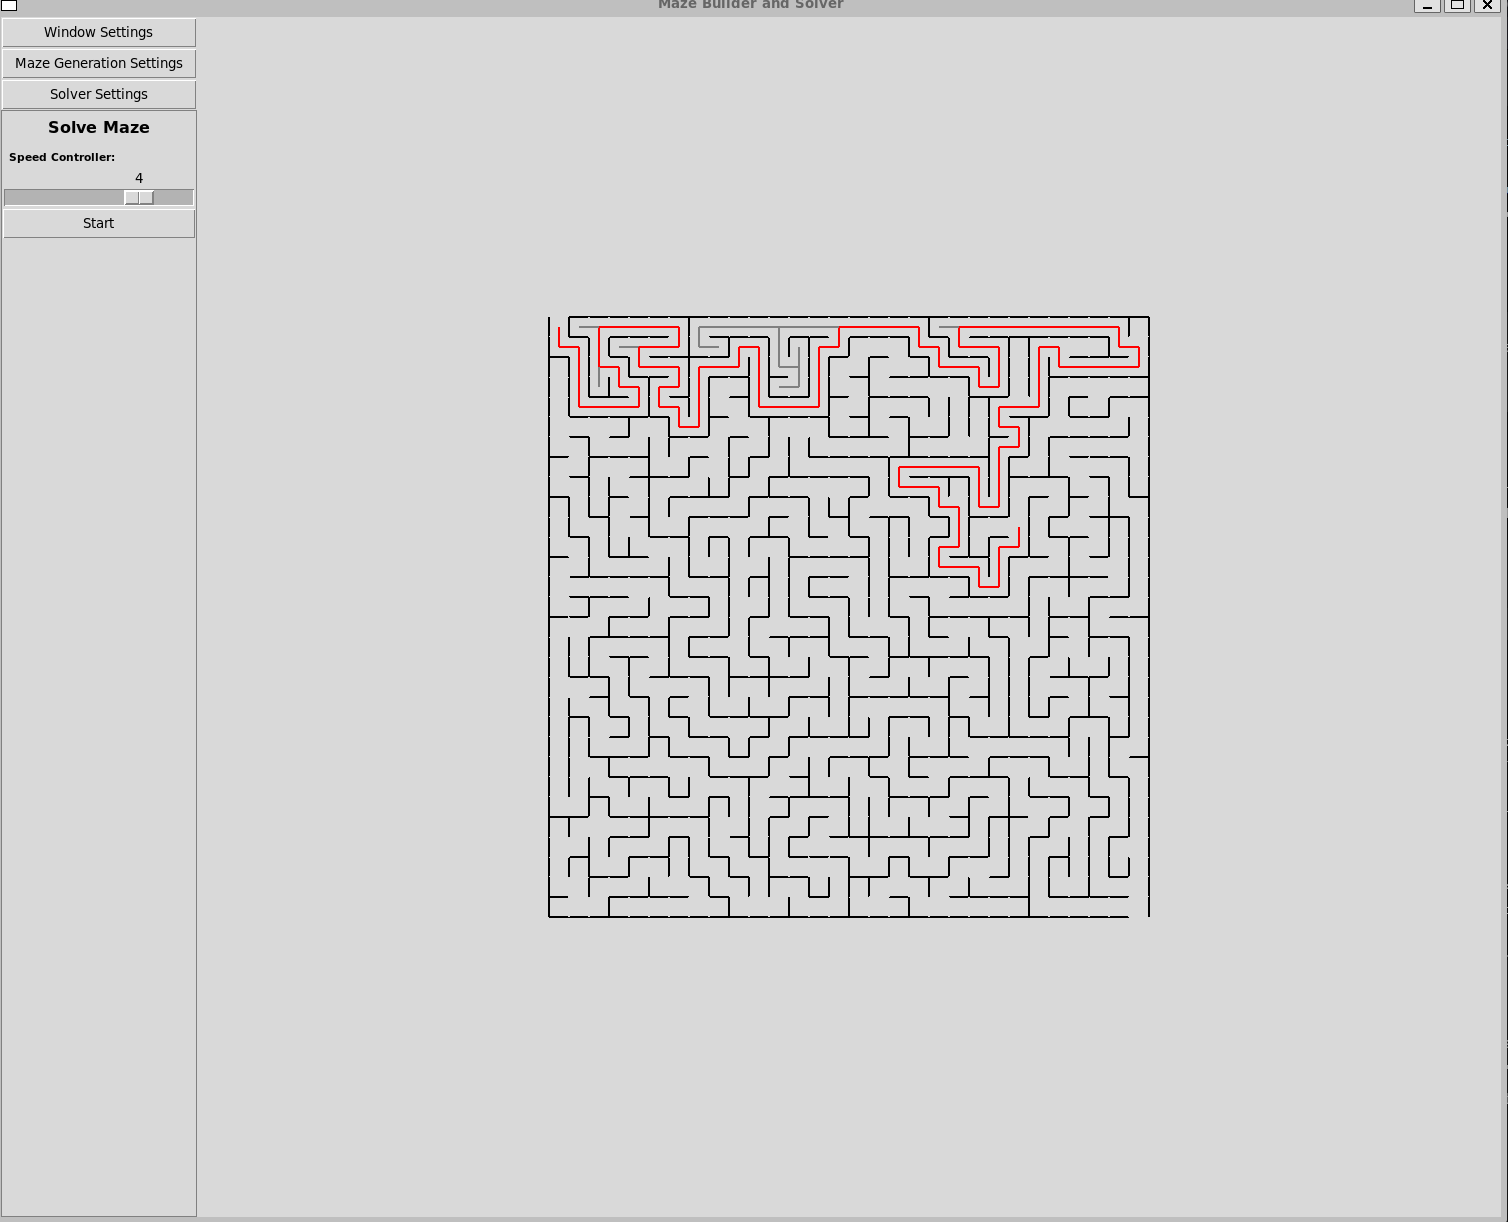 Maze Builder and Solver
Window Settings
Maze Generation Settings
Solver Settings
Solve Maze
Speed Controller:
4
Start